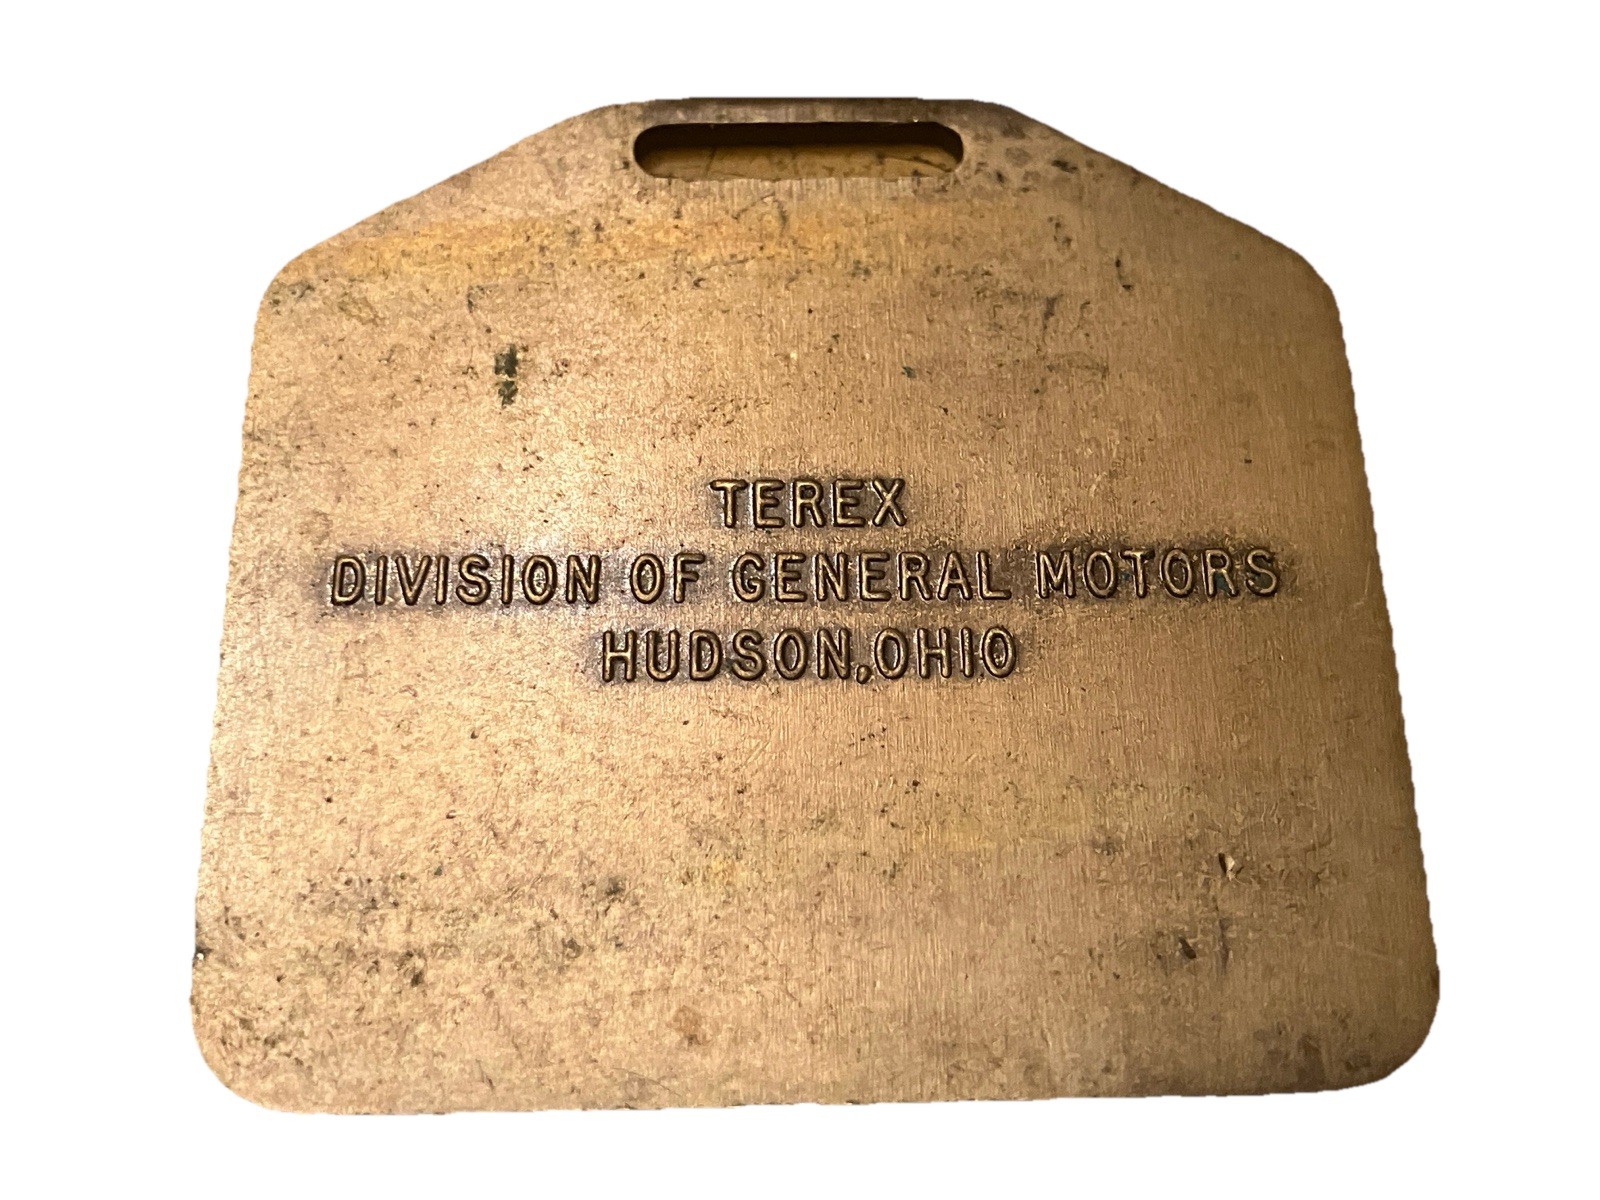 TEREX
DIVISION OF GENERAL MOTORS
HUDSON,OHIO